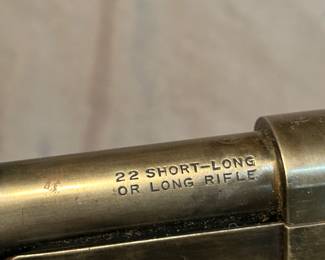 22 SHORT-LONG
OR LONG RIFLE